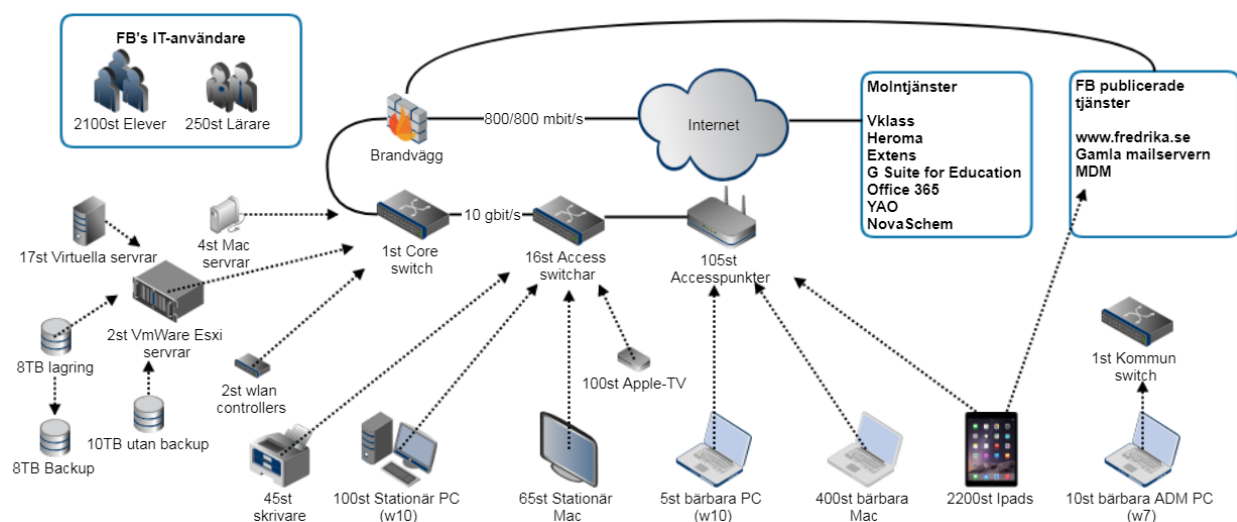 FB's IT-användare
2100st Elever
250st Lärare
Brandvägg
800/800 mbit/s
Internet
Molntjänster
Vklass
Heroma
Extens
G Suite for Education
Office 365
YAO
NovaSchem
FB publicerade
tjänster
www.fredrika.se
Gamla mailservern
MDM
17st Virtuella servrar
4st Mac
servrar
1st Core
switch
10 gbit/s
16st Access
switchar
105st
Accesspunkter
2st VmWare Esxi
servrar
8TB lagring
2st wlan
controllers
100st Apple-TV
1st Kommun
switch
8TB Backup
10TB utan backup
45st
skrivare
100st Stationär PC
(w10)
65st Stationär
Mac
5st bärbara PC
(w10)
400st bärbara
Mac
2200st Ipads
10st bärbara ADM PC
(w7)